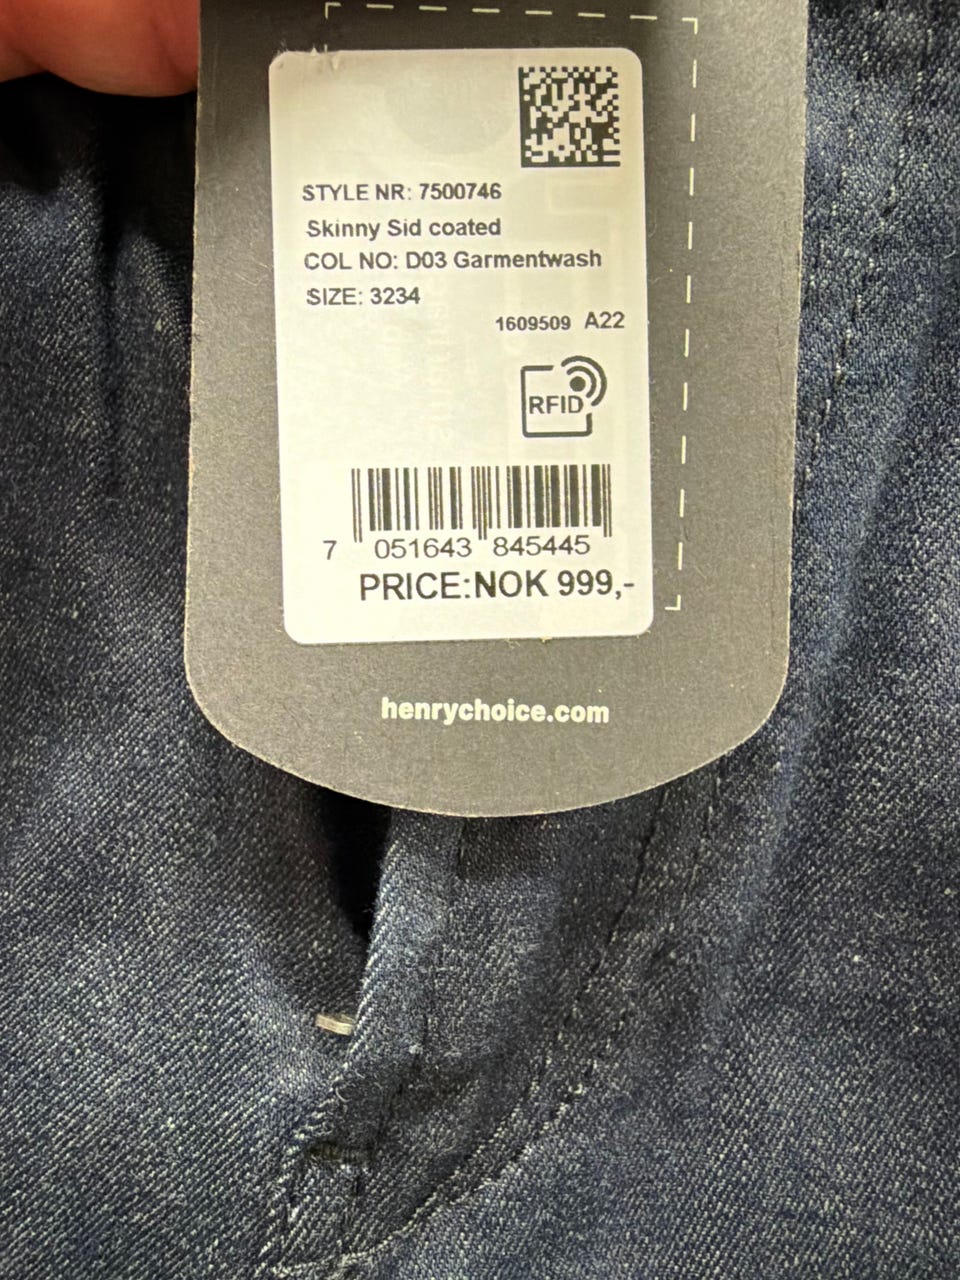 STYLE NR: 7500746
Skinny Sid coated
COL NO: D03 Garmentwash
SIZE: 3234
1609509 A22
RFID
7 051643 845445
PRICE:NOK 999,-
henrychoice.com